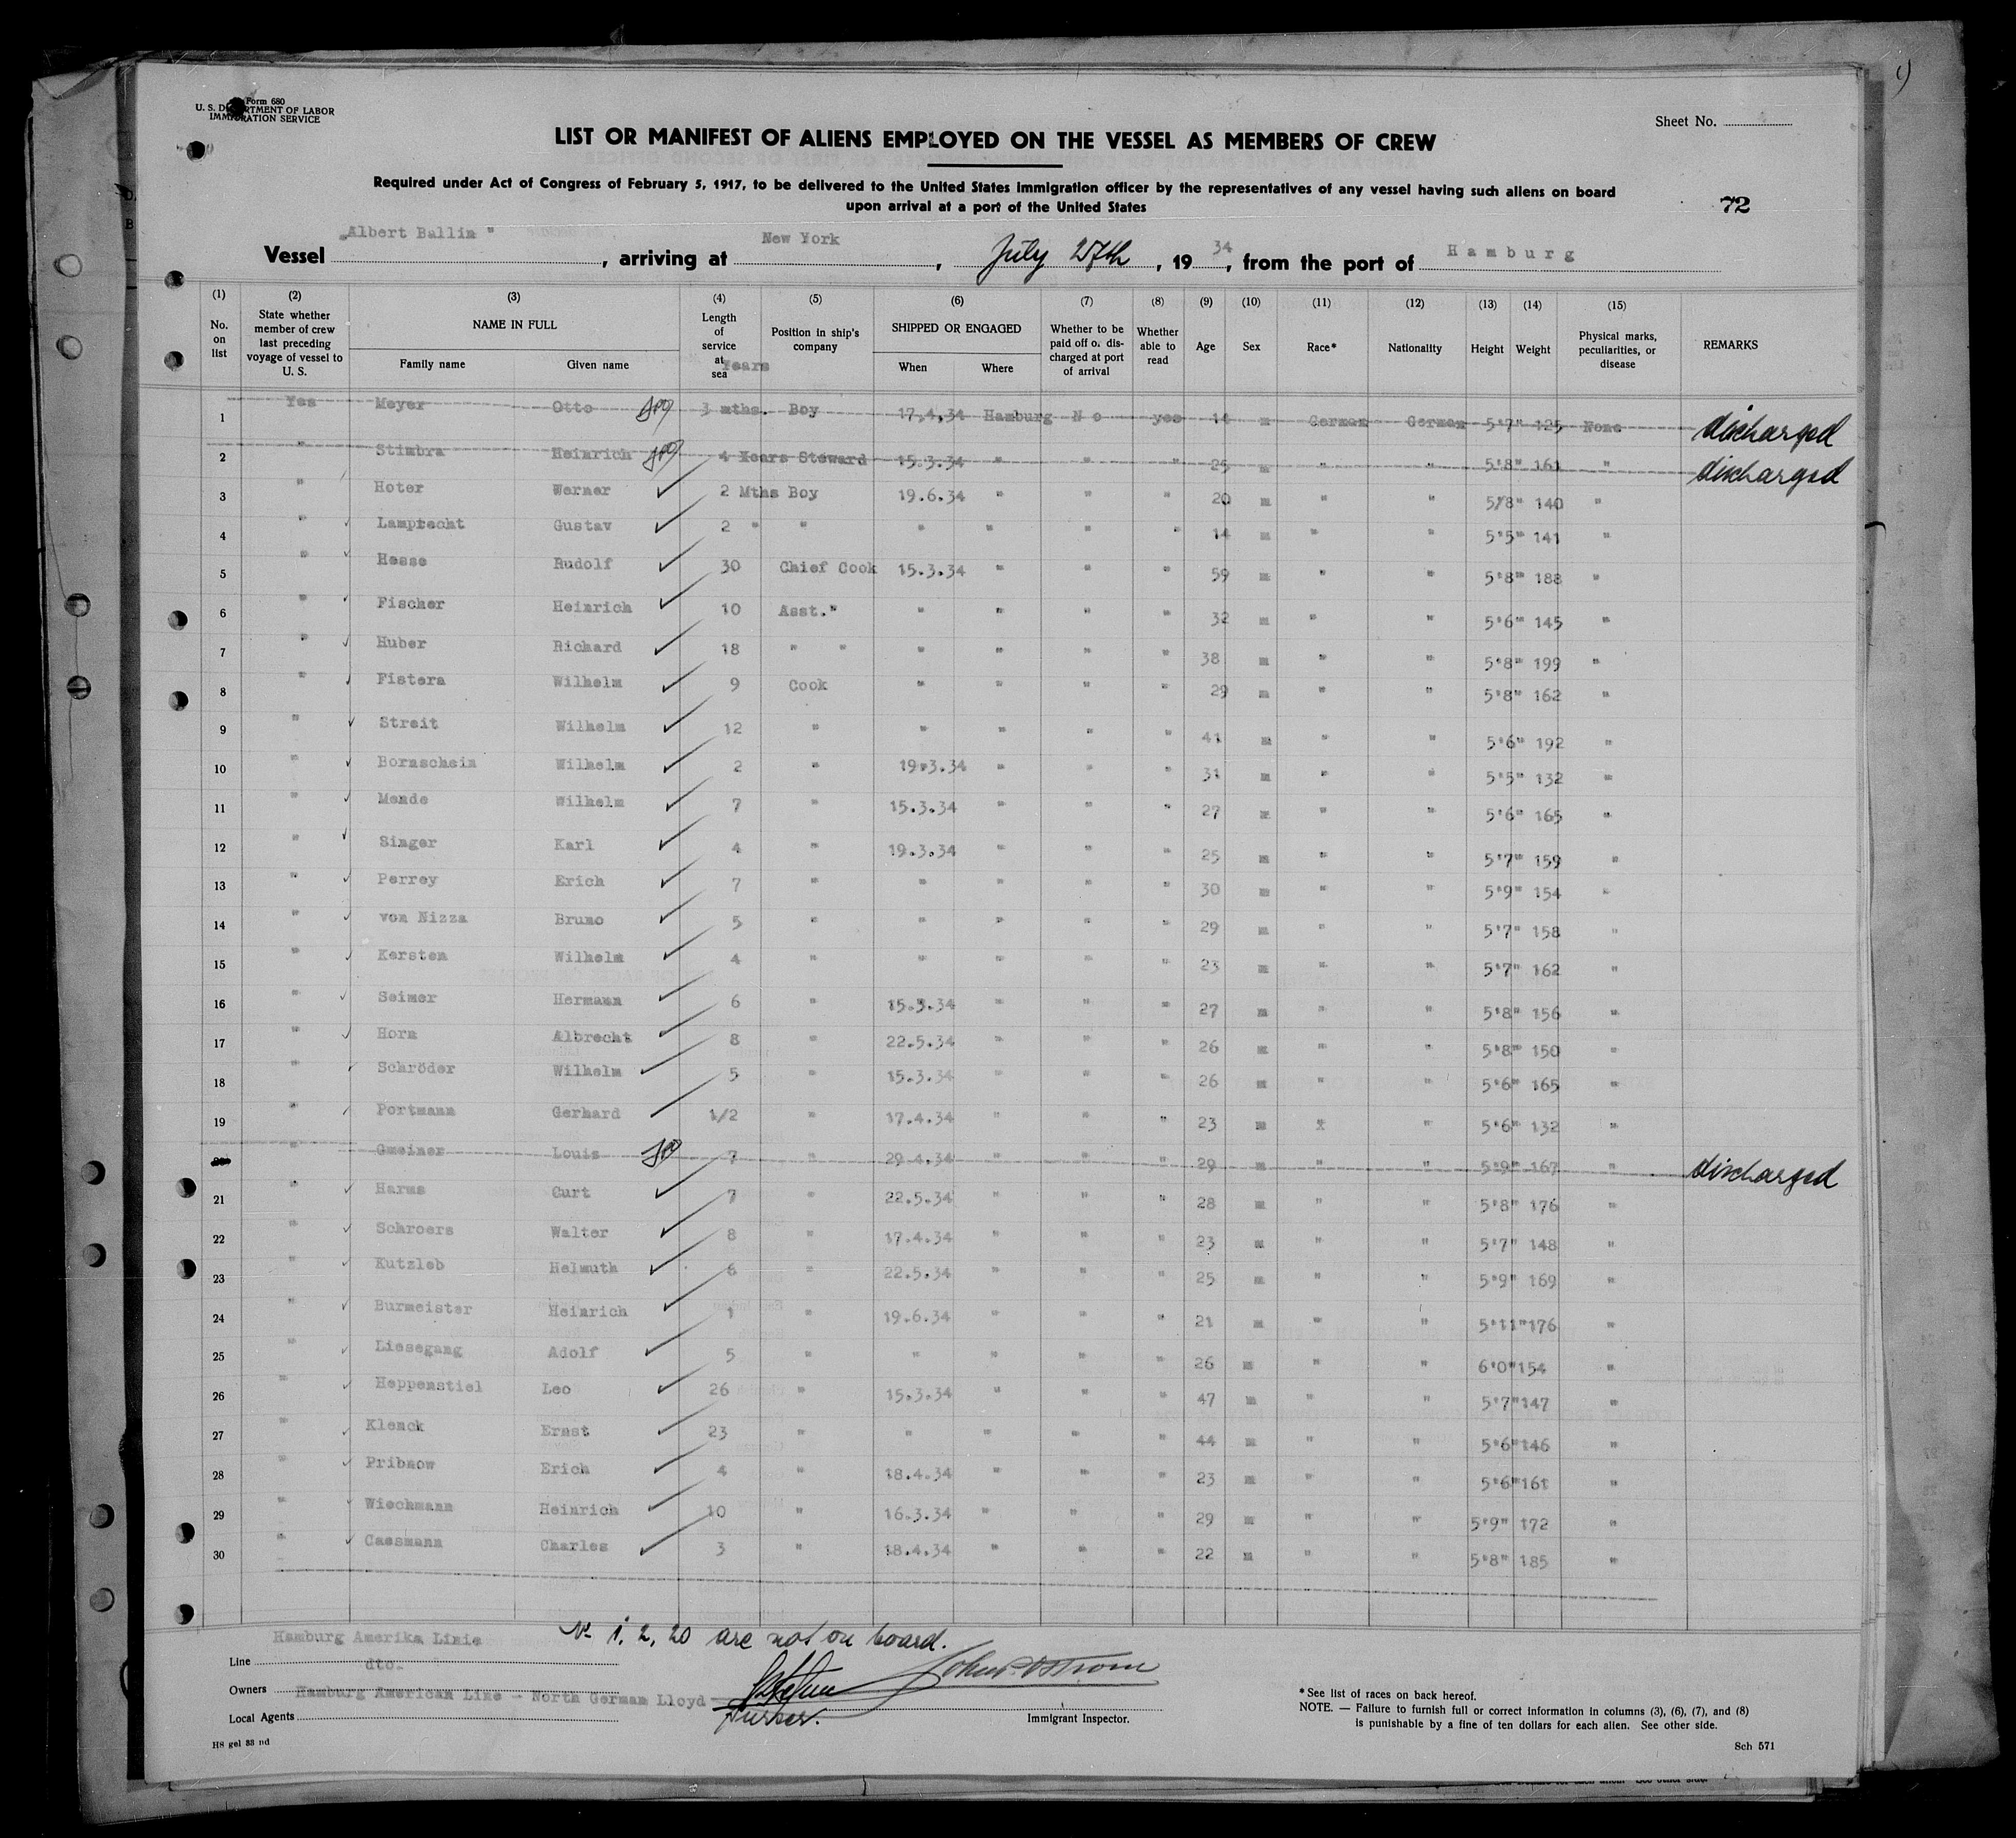 Form 680
U. S. DEPARTMENT OF LABOR
IMMIGRATION SERVICE
Sheet No.
LIST OR MANIFEST OF ALIENS EMPLOYED ON THE VESSEL AS MEMBERS OF CREW
Required under Act of Congress of February 5, 1917, to be delivered to the United States immigration officer by the representatives of any vessel having such aliens on board
upon arrival at a port of the United States
72
Vessel „Albert Ballin", arriving at New York, July 27th, 1934, from the port of Hamburg
(1) (2) (3) (4) (5) (6) (7) (8) (9) (10) (11) (12) (13) (14) (15)
No. on list State whether member of crew last preceding voyage of vessel to U. S. NAME IN FULL Family name Given name Length of service at sea Years Position in ship's company SHIPPED OR ENGAGED When Where Whether to be paid off or discharged at port of arrival Whether able to read Age Sex Race* Nationality Height Weight Physical marks, peculiarities, or disease REMARKS
1 Yes Meyer Otto 3 mths. Boy 17.4.34 Hamburg No yes 14 m German German 5'7" 125 None discharged
2 " Stimbra Heinrich 4 Years Steward 15.3.34 " " " 25 m " " 5'8" 161 " discharged
3 " Hoter Werner 2 Mths Boy 19.6.34 " " " 20 m " " 5'8" 140 "
4 " Lamprecht Gustav 2 " " " " " " 14 m " " 5'5" 141 "
5 " Hesse Rudolf 30 Chief Cook 15.3.34 " " " 59 m " " 5'8" 188 "
6 " Fischer Heinrich 10 Asst." " " " " 32 m " " 5'6" 145 "
7 " Huber Richard 18 " " " " " " 38 m " " 5'8" 199 "
8 " Fistera Wilhelm 9 Cook " " " " 29 m " " 5'8" 162 "
9 " Streit Wilhelm 12 " " " " " 41 m " " 5'6" 192 "
10 " Bornschein Wilhelm 2 " 19.3.34 " " " 31 m " " 5'5" 132 "
11 " Mende Wilhelm 7 " 15.3.34 " " " 27 m " " 5'6" 165 "
12 " Singer Karl 4 " 19.3.34 " " " 25 m " " 5'7" 159 "
13 " Perrey Erich 7 " " " " " 30 m " " 5'9" 154 "
14 " von Nizza Bruno 5 " " " " " 29 m " " 5'7" 158 "
15 " Kersten Wilhelm 4 " " " " " 23 m " " 5'7" 162 "
16 " Seimer Hermann 6 " 15.3.34 " " " 27 m " " 5'8" 156 "
17 " Horn Albrecht 8 " 22.5.34 " " " 26 m " " 5'8" 150 "
18 " Schröder Wilhelm 5 " 15.3.34 " " " 26 m " " 5'6" 165 "
19 " Portmann Gerhard 1/2 " 17.4.34 " " " 23 m " " 5'6" 132 "
20 " Gmeiner Louis 7 " 29.4.34 " " " 29 m " " 5'9" 167 " discharged
21 " Harms Curt 7 " 22.5.34 " " " 28 m " " 5'8" 176 "
22 " Schroers Walter 8 " 17.4.34 " " " 23 m " " 5'7" 148 "
23 " Kutzleb Helmuth 6 " 22.5.34 " " " 25 m " " 5'9" 169 "
24 " Burmeister Heinrich 1 " 19.6.34 " " " 21 m " " 5'11" 176 "
25 " Liesegang Adolf 5 " " " " " 26 m " " 6'0" 154 "
26 " Heppenstiel Leo 26 " 15.3.34 " " " 47 m " " 5'7" 147 "
27 " Klenck Ernst 23 " " " " " 44 m " " 5'6" 146 "
28 " Pribnow Erich 4 " 18.4.34 " " " 23 m " " 5'6" 161 "
29 " Wiechmann Heinrich 10 " 16.3.34 " " " 29 m " " 5'9" 172 "
30 " Caesmann Charles 3 " 18.4.34 " " " 22 m " " 5'8" 185 "
No 1, 2, 20 are not on board.
Line Hamburg Amerika Linie
Owners dto.
Local Agents Hamburg American Line - North German Lloyd
Purser.
Immigrant Inspector.
*See list of races on back hereof.
NOTE. — Failure to furnish full or correct information in columns (3), (6), (7), and (8)
is punishable by a fine of ten dollars for each alien. See other side.
HS gel 33 nd
Sch 571